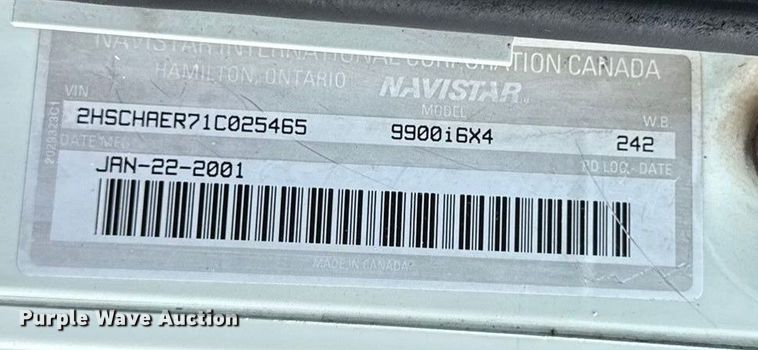 NAVISTAR INTERNATIONAL CORPORATION CANADA
HAMILTON, ONTARIO NAVISTAR
VIN MODEL W.B.
2HSCHAER71C025465 9900i6X4 242
DATE MFG. PD LOC.-DATE
JAN-22-2001
MADE IN CANADA
Purple Wave Auction